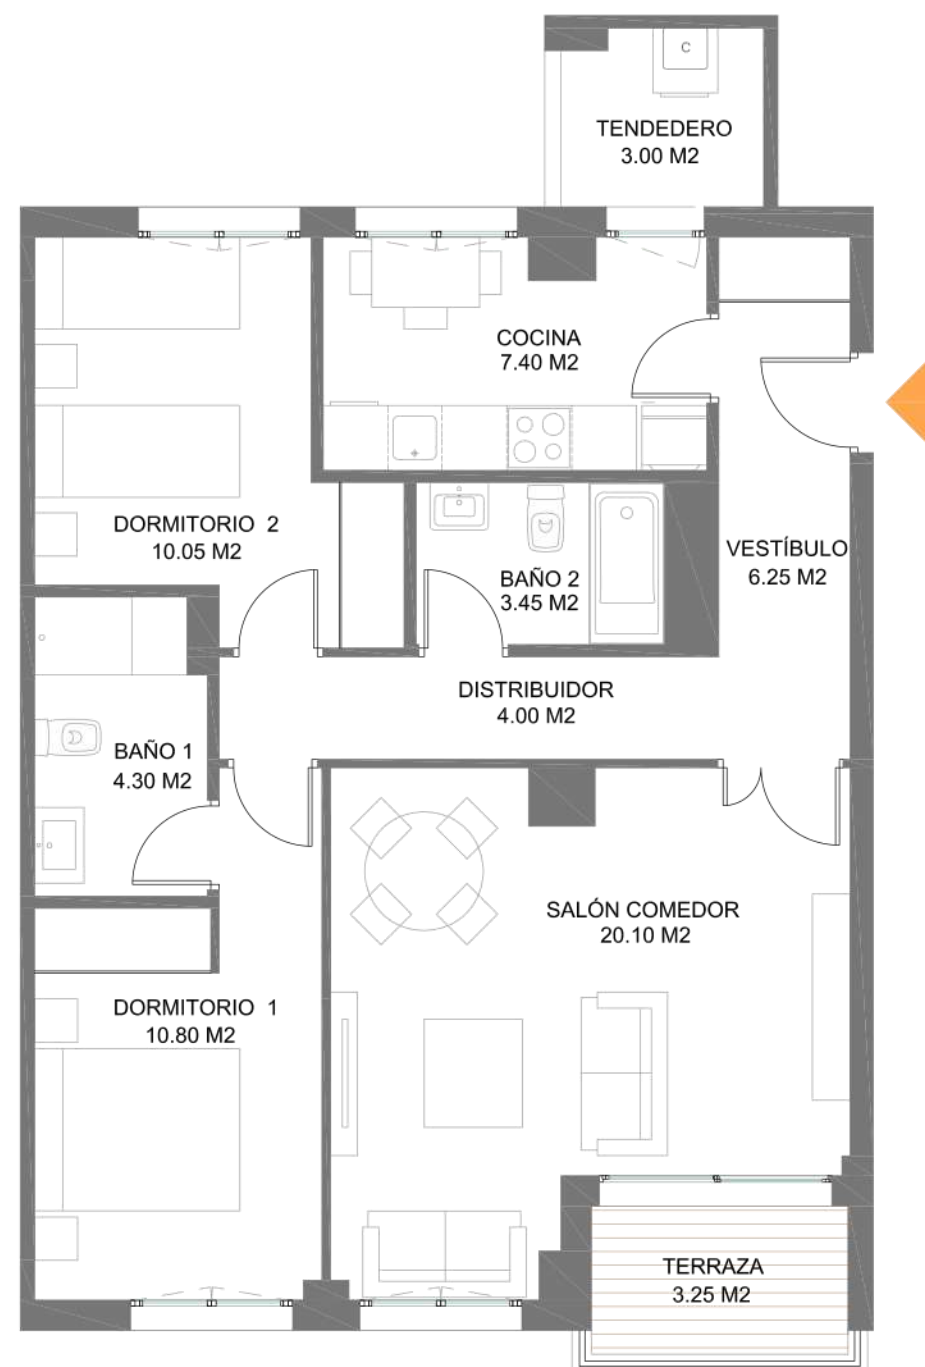 C
TENDEDERO
3.00 M2
COCINA
7.40 M2
DORMITORIO 2
10.05 M2
BAÑO 2
3.45 M2
VESTÍBULO
6.25 M2
DISTRIBUIDOR
4.00 M2
BAÑO 1
4.30 M2
SALÓN COMEDOR
20.10 M2
DORMITORIO 1
10.80 M2
TERRAZA
3.25 M2